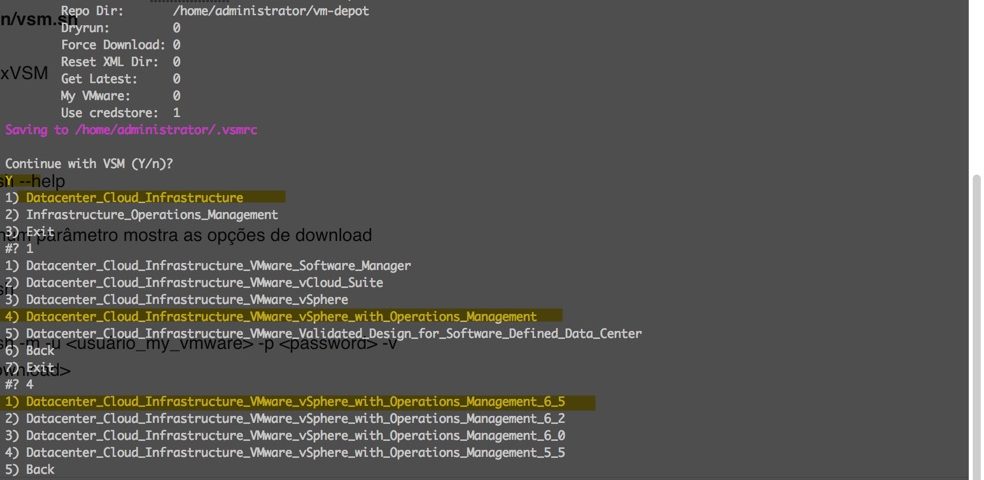 Repo Dir: /home/administrator/vm-depot
n/vsm.sh
Dryrun: 0
Force Download: 0
Reset XML Dir: 0
xVSM
Get Latest: 0
My VMware: 0
Use credstore: 1
Saving to /home/administrator/.vsmrc
Continue with VSM (Y/n)?
Y
sh --help
1) Datacenter_Cloud_Infrastructure
2) Infrastructure_Operations_Management
3) Exit
parâmetro mostra as opções de download
#? 1
1) Datacenter_Cloud_Infrastructure_VMware_Software_Manager
2) Datacenter_Cloud_Infrastructure_VMware_vCloud_Suite
sh
3) Datacenter_Cloud_Infrastructure_VMware_vSphere
4) Datacenter_Cloud_Infrastructure_VMware_vSphere_with_Operations_Management
5) Datacenter_Cloud_Infrastructure_VMware_Validated_Design_for_Software_Defined_Data_Center
sh -m -u <usuario_my_vmware> -p <password> -v
6) Back
7) Exit
ownload>
#? 4
1) Datacenter_Cloud_Infrastructure_VMware_vSphere_with_Operations_Management_6_5
2) Datacenter_Cloud_Infrastructure_VMware_vSphere_with_Operations_Management_6_2
3) Datacenter_Cloud_Infrastructure_VMware_vSphere_with_Operations_Management_6_0
4) Datacenter_Cloud_Infrastructure_VMware_vSphere_with_Operations_Management_5_5
5) Back